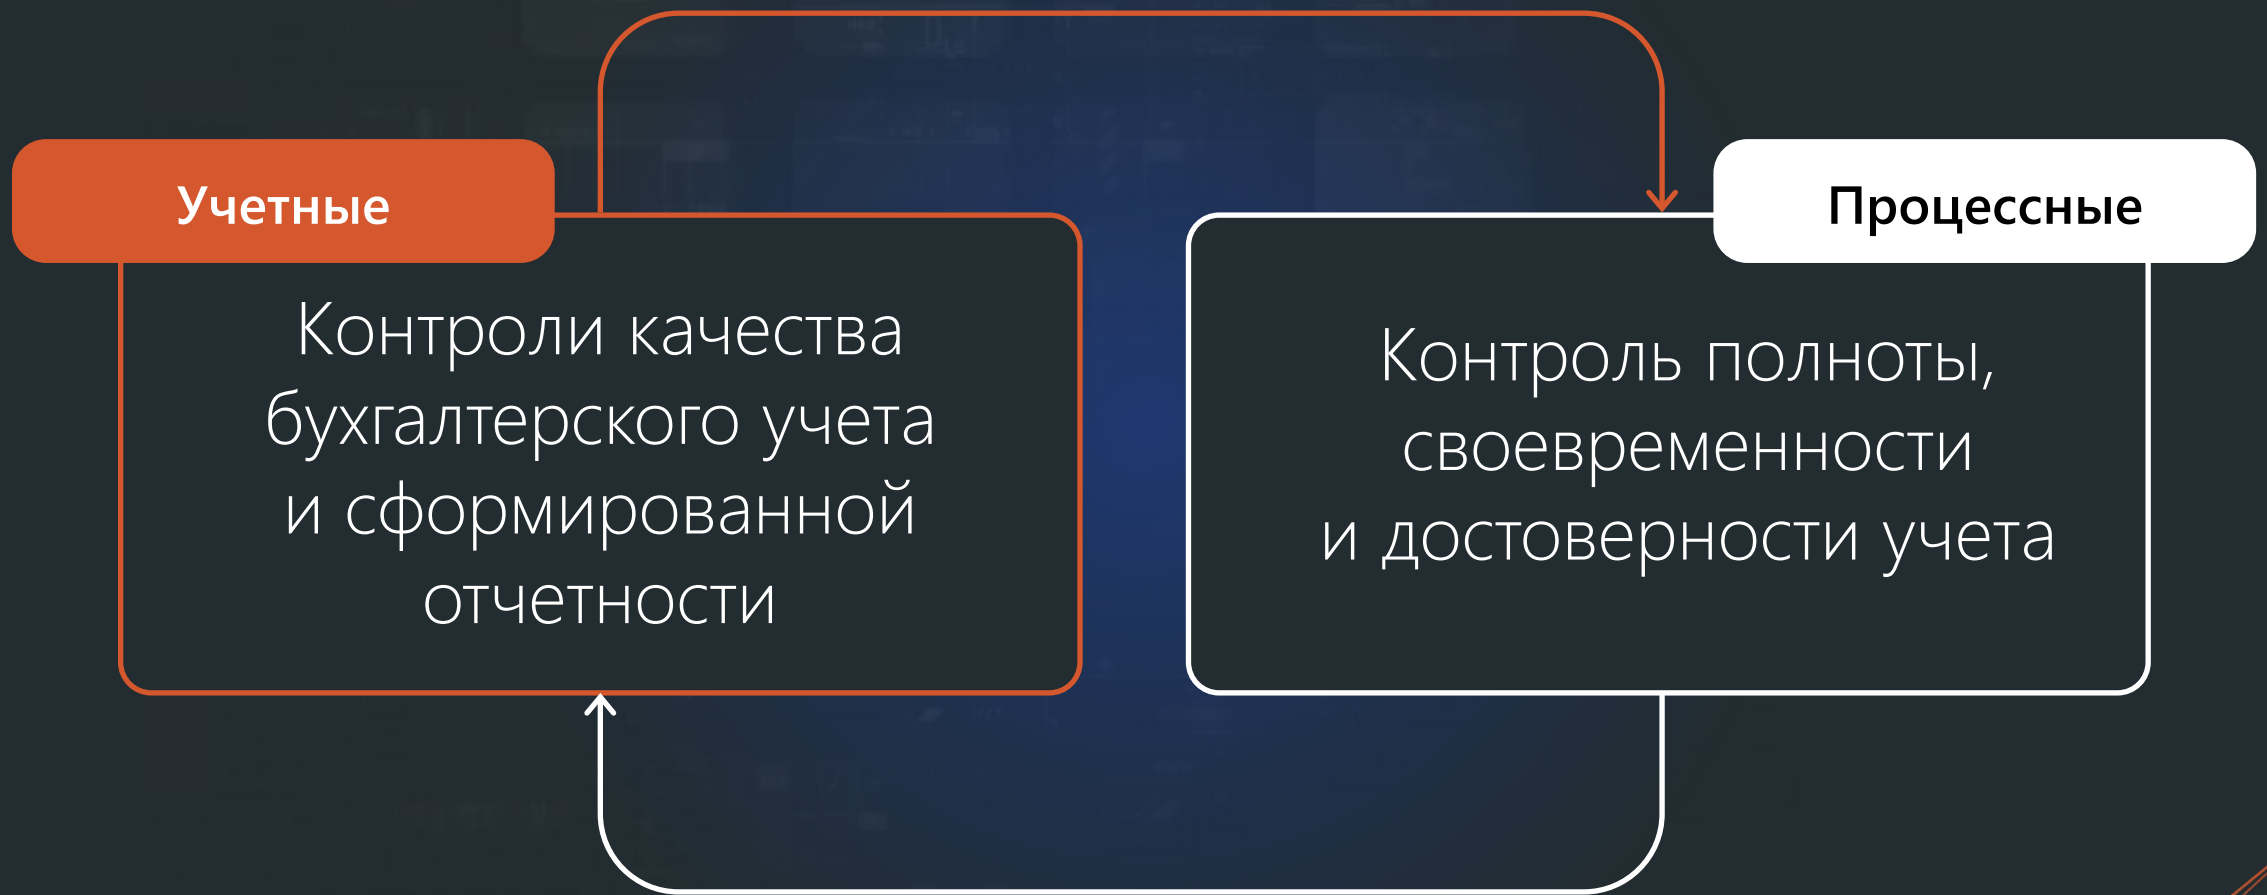 Учетные
Контроли качества
бухгалтерского учета
и сформированной
отчетности
Процессные
Контроль полноты,
своевременности
и достоверности учета